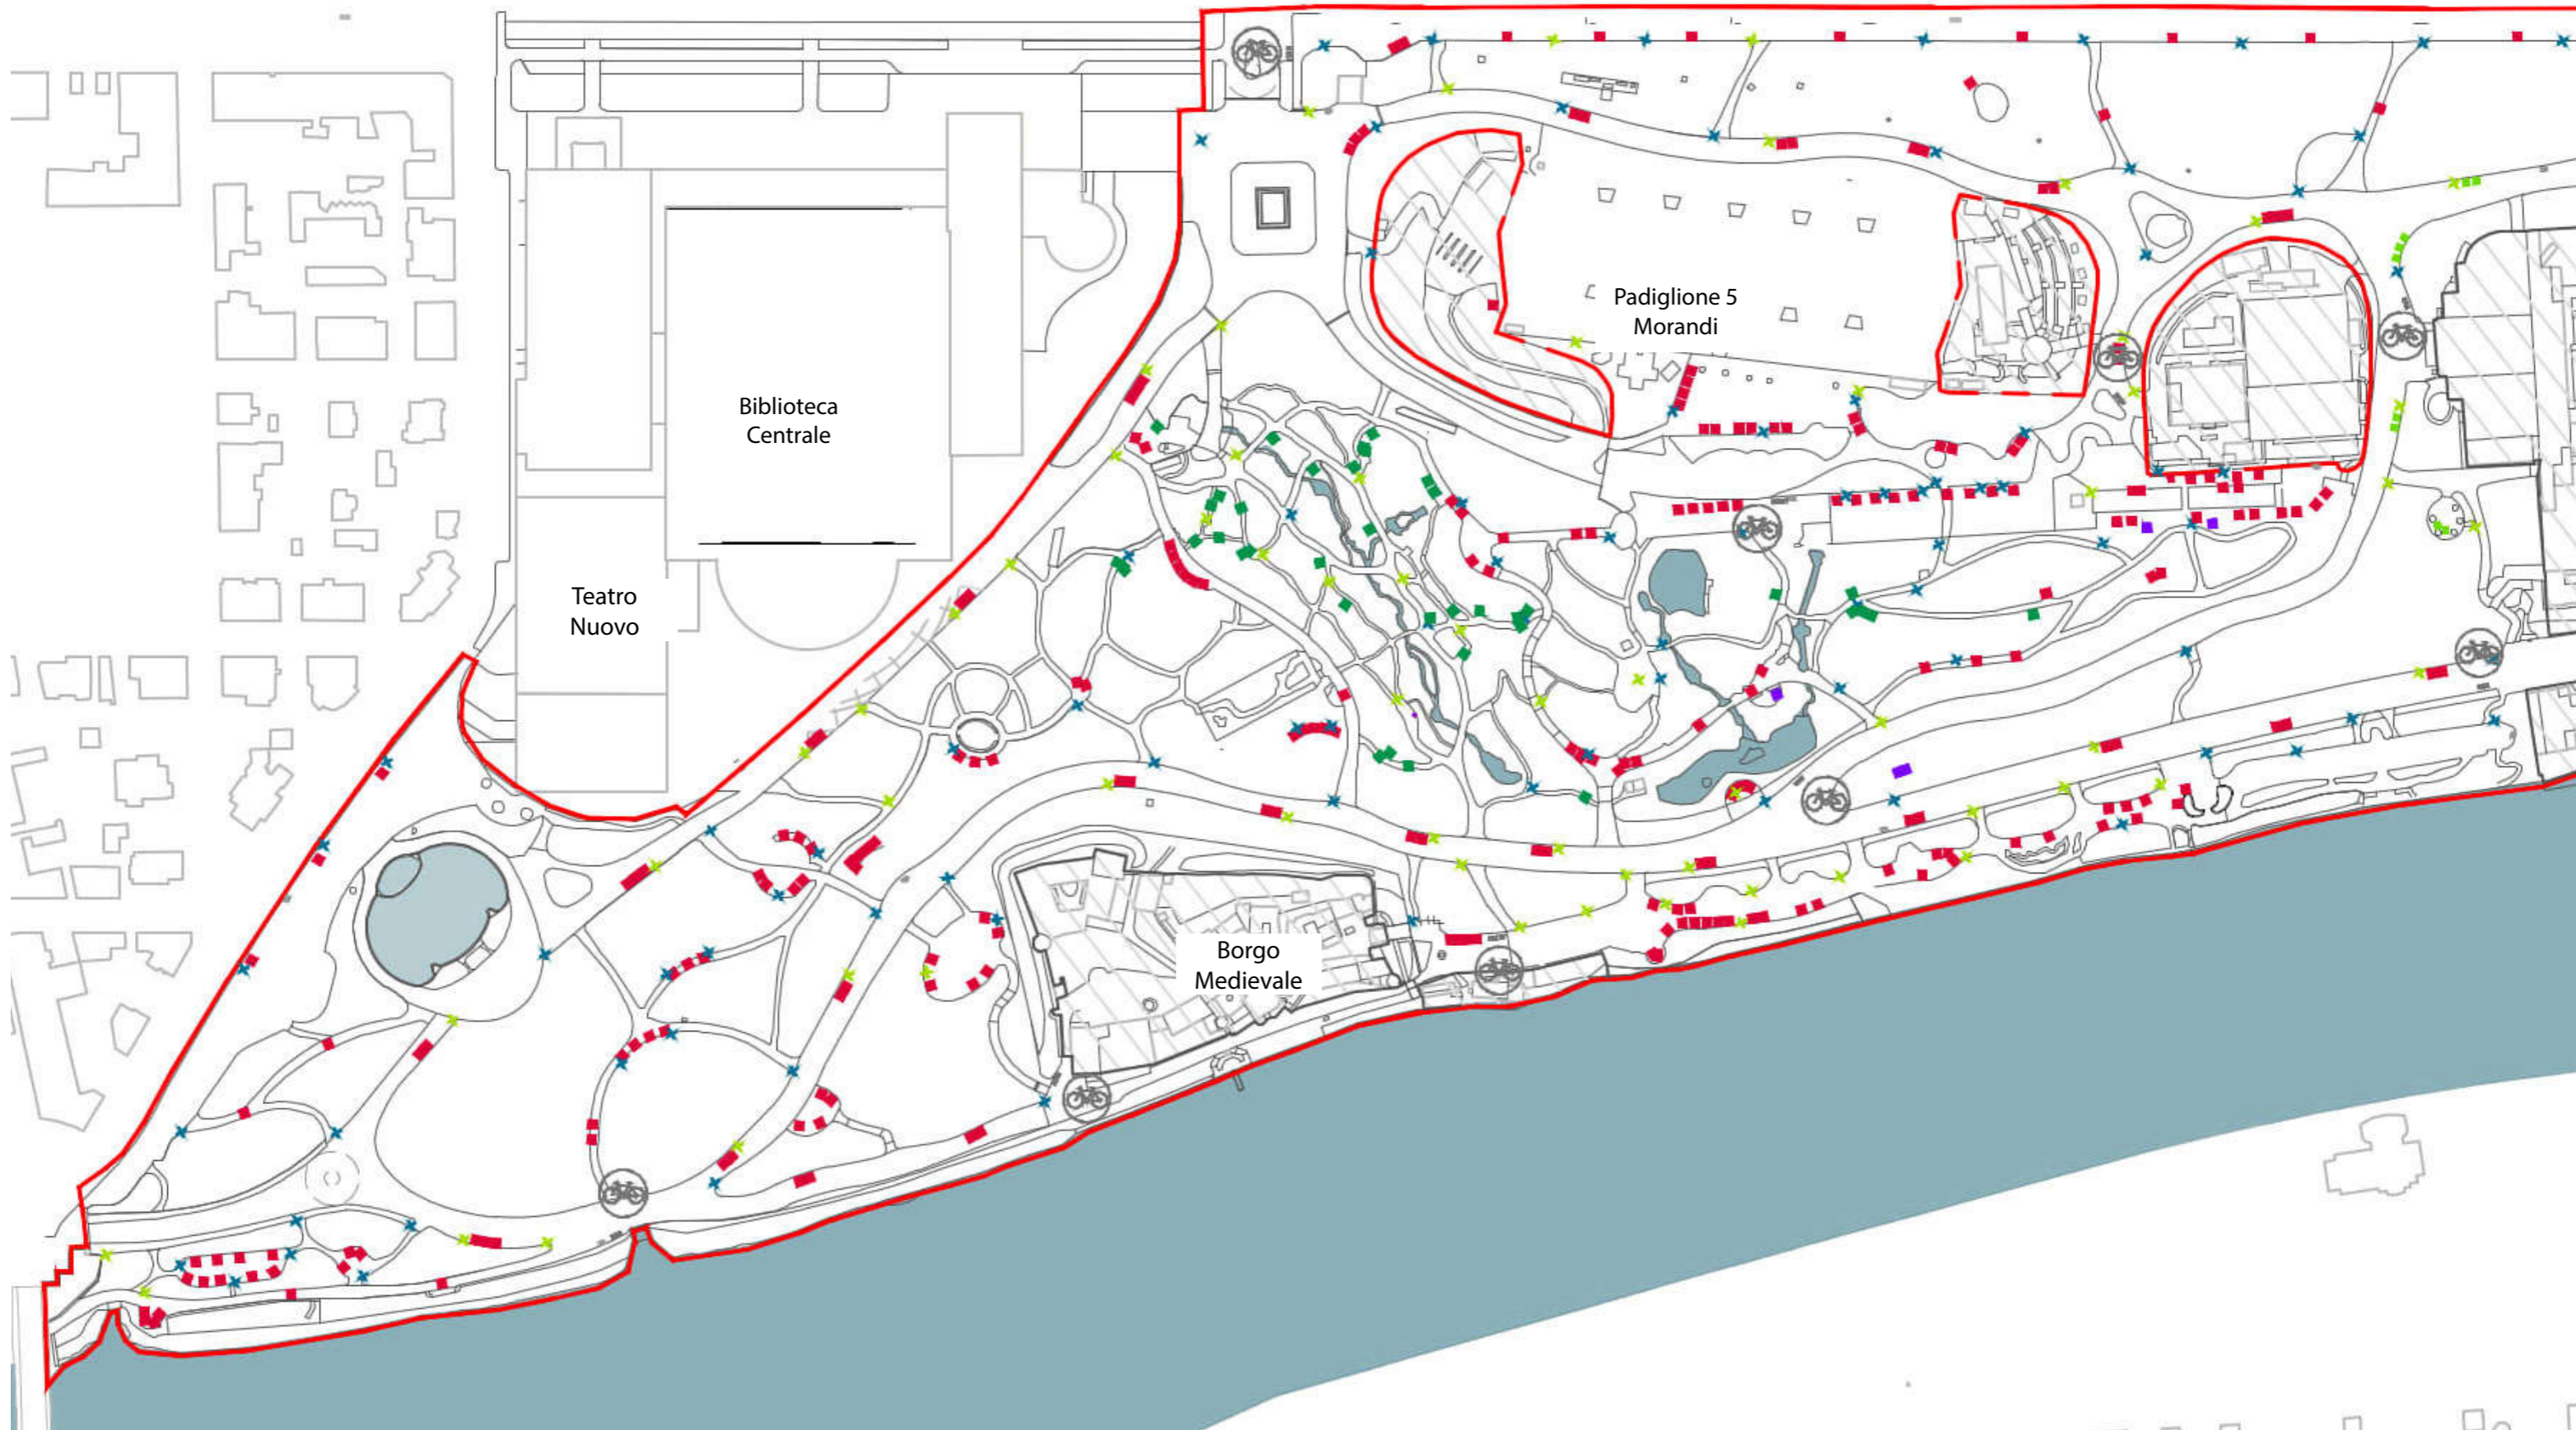 Padiglione 5
Morandi
Biblioteca
Centrale
Teatro
Nuovo
Borgo
Medievale